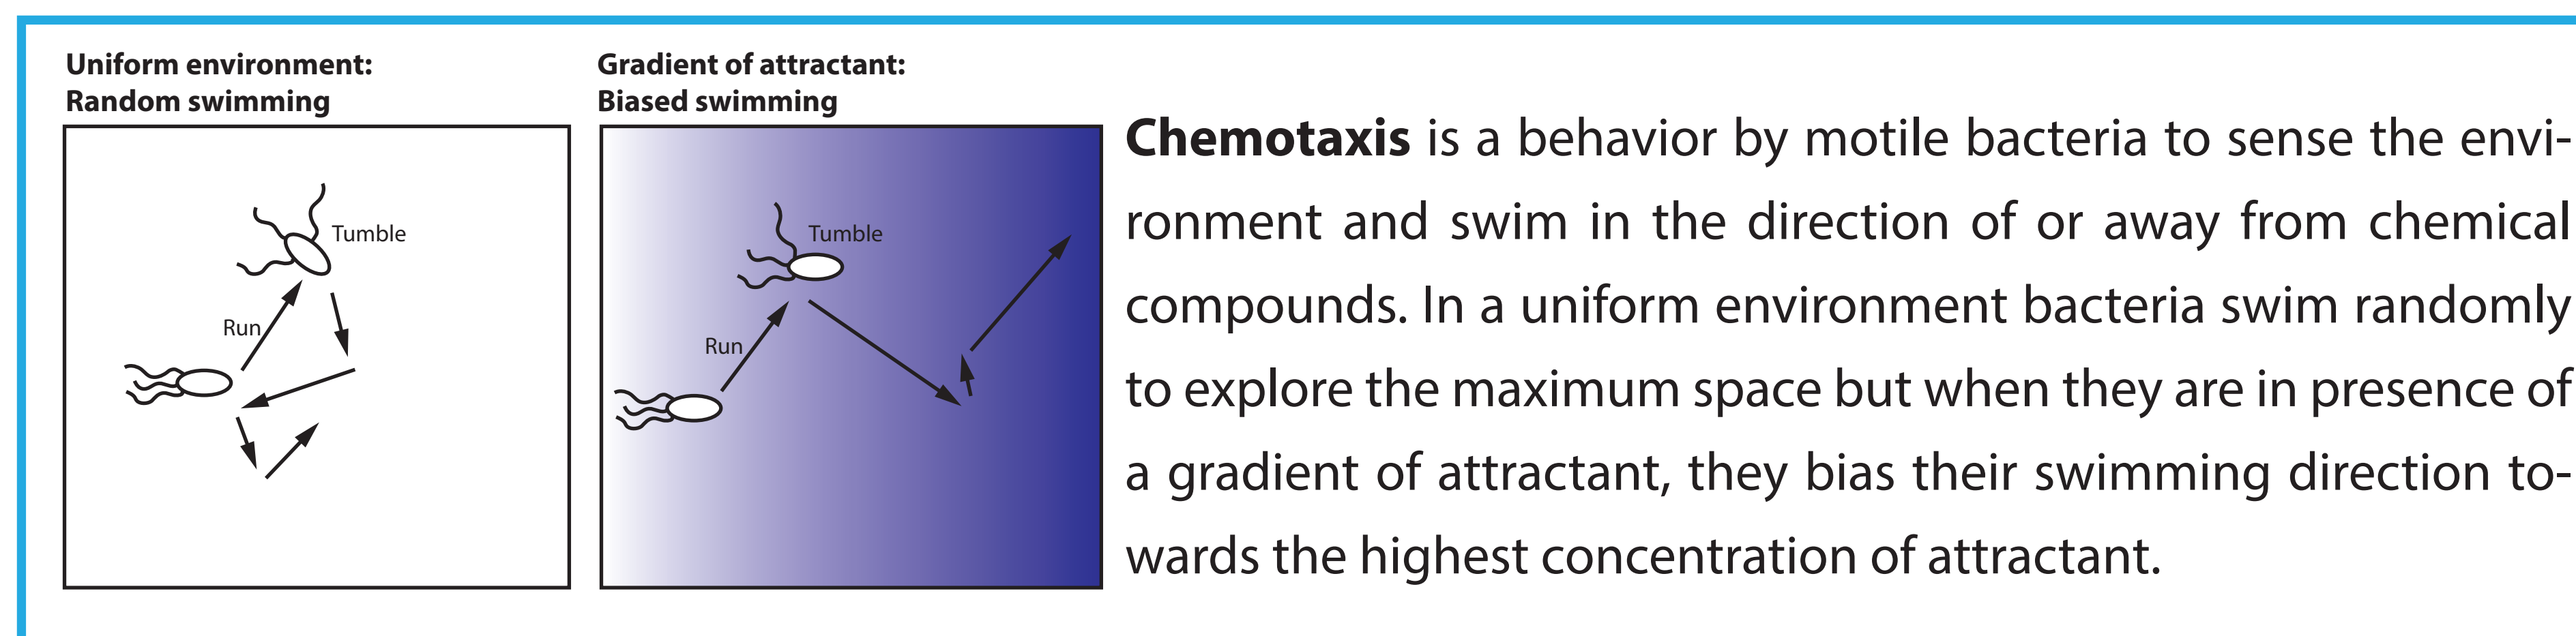 Uniform environment:
Random swimming
Tumble
Run
Gradient of attractant:
Biased swimming
Tumble
Run
Chemotaxis is a behavior by motile bacteria to sense the envi-
ronment and swim in the direction of or away from chemical
compounds. In a uniform environment bacteria swim randomly
to explore the maximum space but when they are in presence of
a gradient of attractant, they bias their swimming direction to-
wards the highest concentration of attractant.